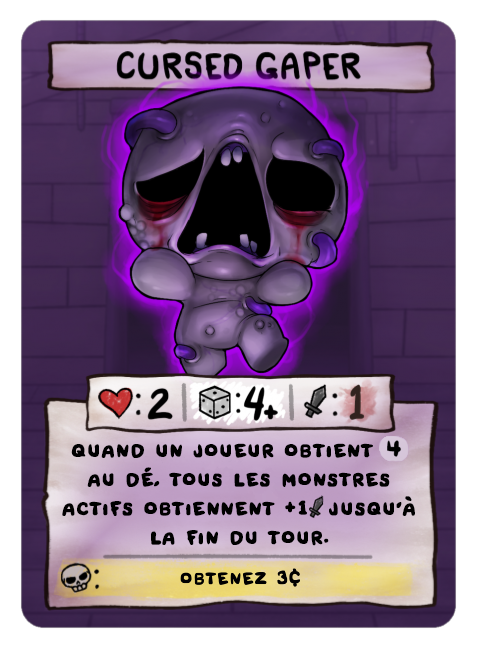 CURSED GAPER
:2 :4+ :1
QUAND UN JOUEUR OBTIENT 4
AU DÉ, TOUS LES MONSTRES
ACTIFS OBTIENNENT +1 JUSQU'À
LA FIN DU TOUR.
: OBTENEZ 3¢